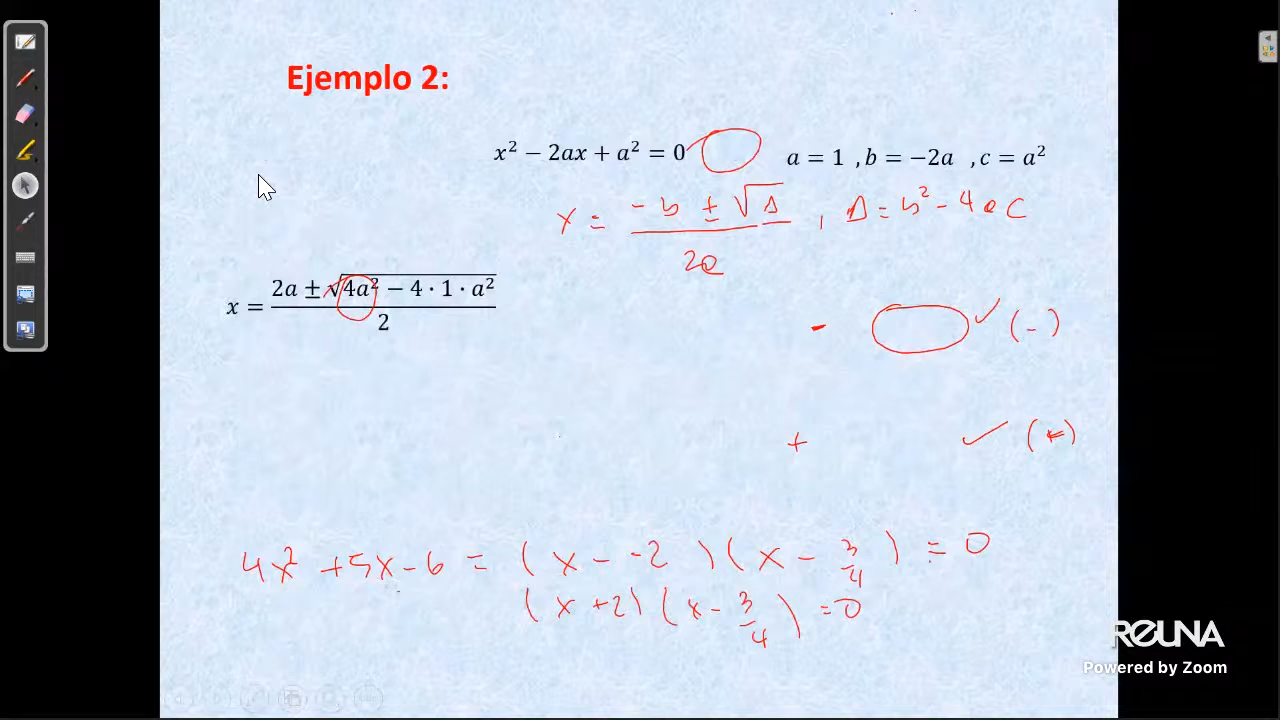 Ejemplo 2:
x² − 2ax + a² = 0
a = 1 , b = −2a , c = a²
x = (-b ± √Δ) / 2a , Δ = b² - 4ac
x = (2a ± √(4a² − 4 · 1 · a²)) / 2
- ✓ (-)
+ ✓ (+)
4x² + 5x - 6 = (x - -2)(x - 3/4) = 0
(x + 2)(x - 3/4) = 0
REUNA
Powered by Zoom